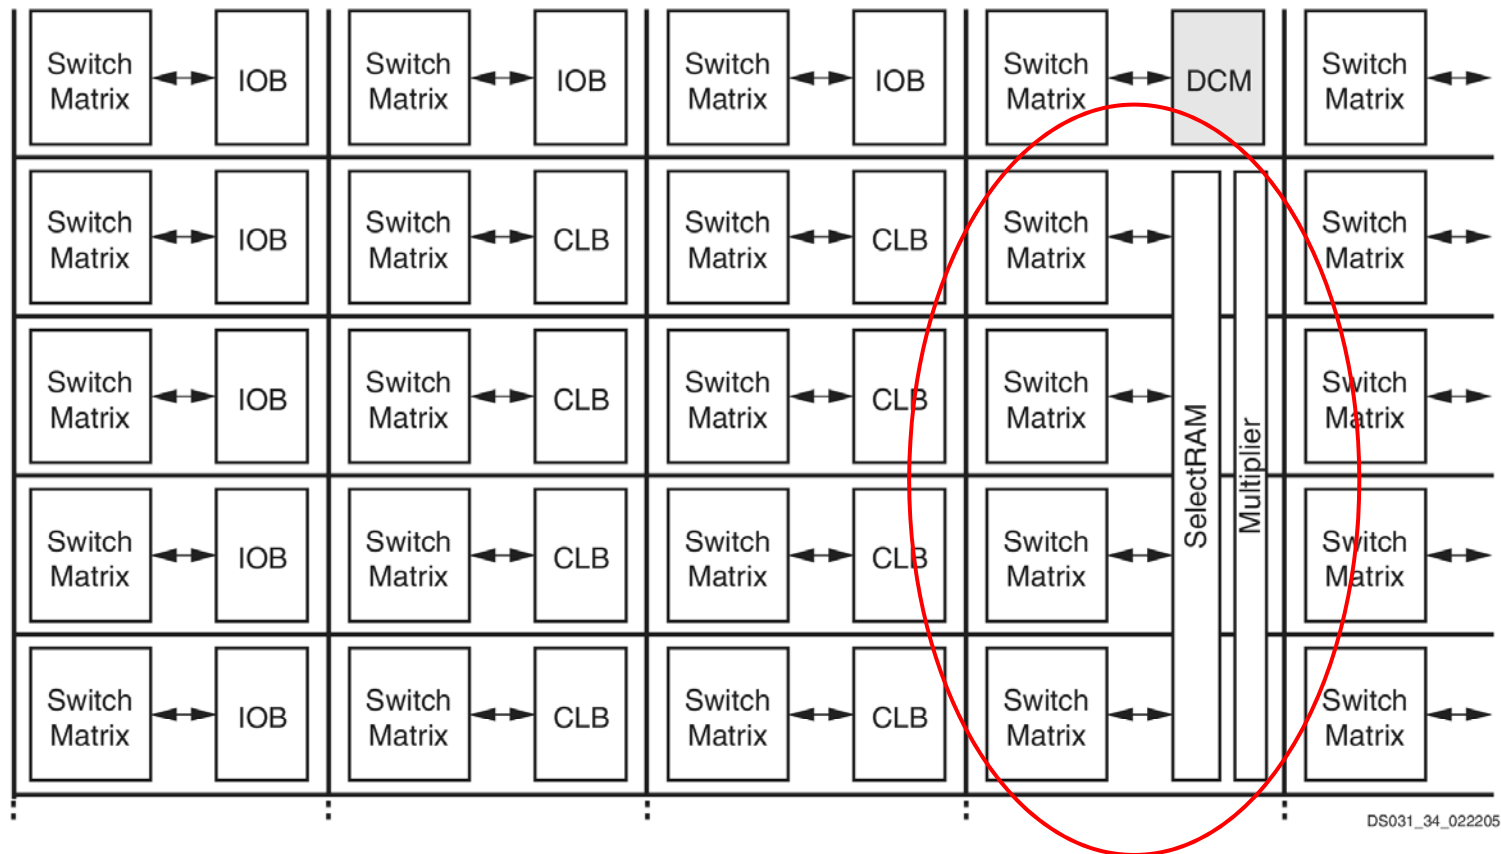 Switch
Matrix
IOB
Switch
Matrix
IOB
Switch
Matrix
IOB
Switch
Matrix
DCM
Switch
Matrix
Switch
Matrix
IOB
Switch
Matrix
CLB
Switch
Matrix
CLB
Switch
Matrix
Switch
Matrix
Switch
Matrix
IOB
Switch
Matrix
CLB
Switch
Matrix
CLB
Switch
Matrix
SelectRAM
Multiplier
Switch
Matrix
Switch
Matrix
IOB
Switch
Matrix
CLB
Switch
Matrix
CLB
Switch
Matrix
Switch
Matrix
Switch
Matrix
IOB
Switch
Matrix
CLB
Switch
Matrix
CLB
Switch
Matrix
Switch
Matrix
DS031_34_022205